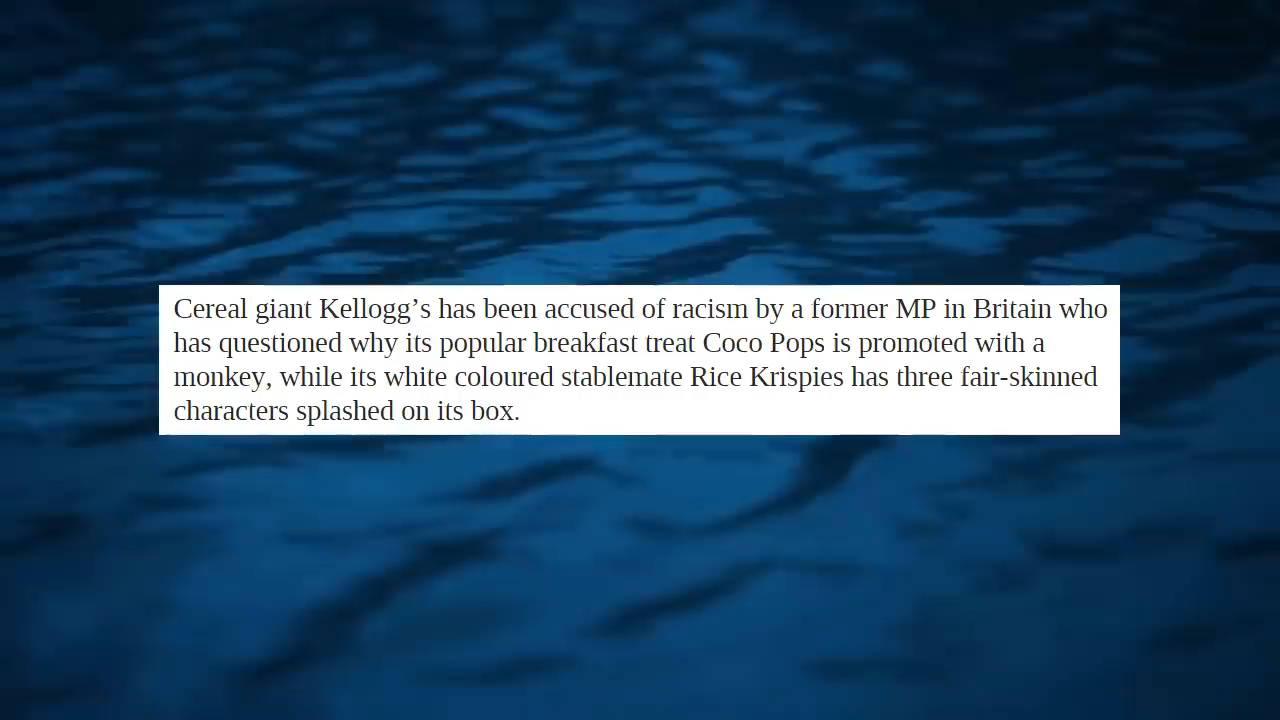 Cereal giant Kellogg’s has been accused of racism by a former MP in Britain who
has questioned why its popular breakfast treat Coco Pops is promoted with a
monkey, while its white coloured stablemate Rice Krispies has three fair-skinned
characters splashed on its box.